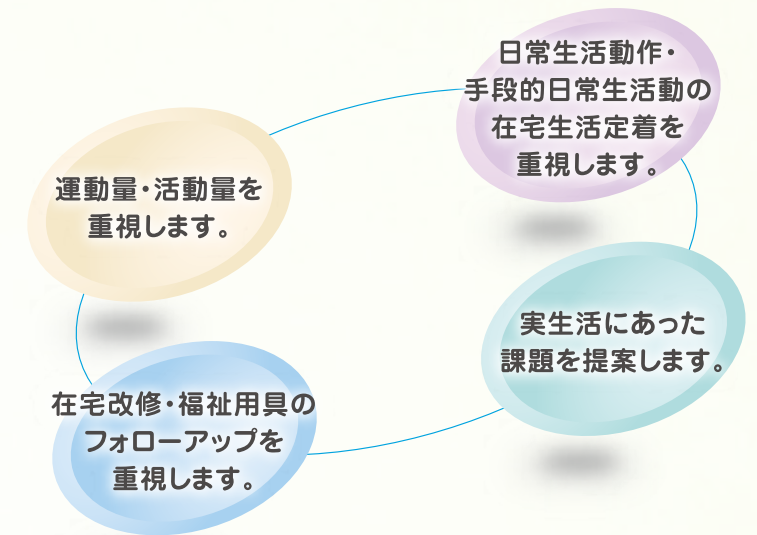 日常生活動作・
手段的日常生活動の
在宅生活定着を
重視します。
運動量・活動量を
重視します。
実生活にあった
課題を提案します。
在宅改修・福祉用具の
フォローアップを
重視します。